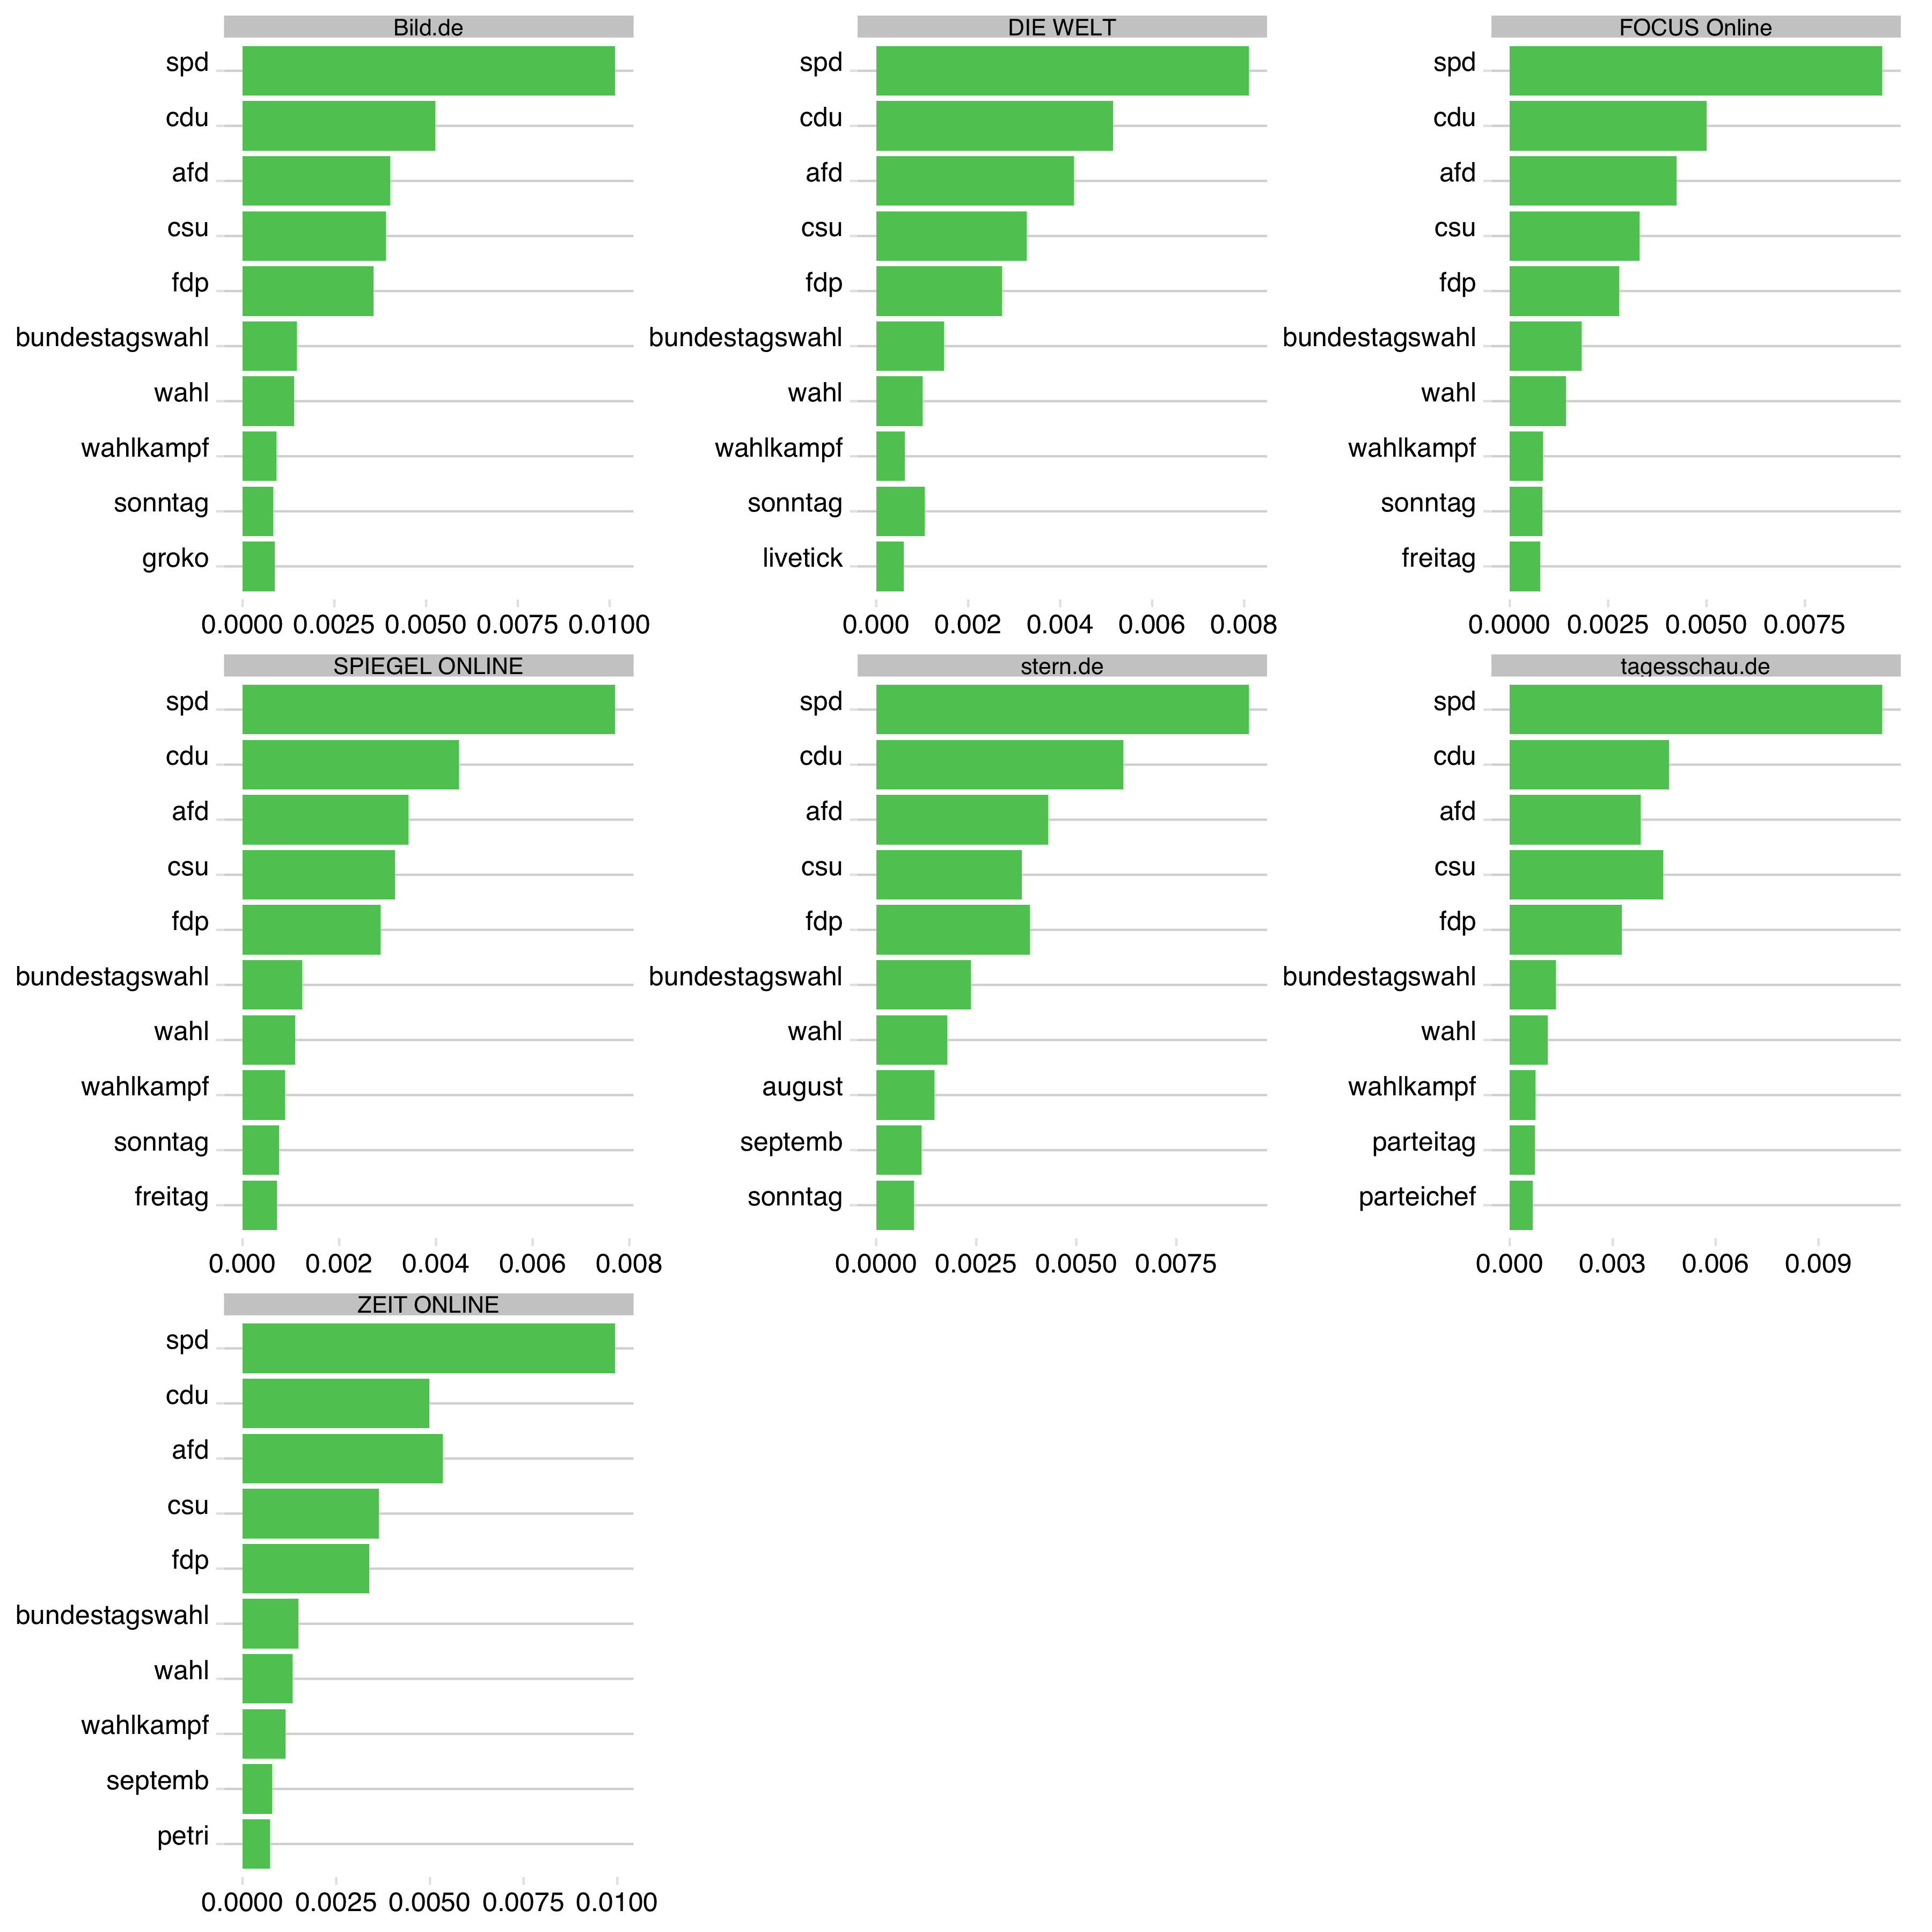 Bild.de
spd
cdu
afd
csu
fdp
bundestagswahl
wahl
wahlkampf
sonntag
groko
0.0000 0.0025 0.0050 0.0075 0.0100
DIE WELT
spd
cdu
afd
csu
fdp
bundestagswahl
wahl
wahlkampf
sonntag
livetick
0.000 0.002 0.004 0.006 0.008
FOCUS Online
spd
cdu
afd
csu
fdp
bundestagswahl
wahl
wahlkampf
sonntag
freitag
0.0000 0.0025 0.0050 0.0075
SPIEGEL ONLINE
spd
cdu
afd
csu
fdp
bundestagswahl
wahl
wahlkampf
sonntag
freitag
0.000 0.002 0.004 0.006 0.008
stern.de
spd
cdu
afd
csu
fdp
bundestagswahl
wahl
august
septemb
sonntag
0.0000 0.0025 0.0050 0.0075
tagesschau.de
spd
cdu
afd
csu
fdp
bundestagswahl
wahl
wahlkampf
parteitag
parteichef
0.000 0.003 0.006 0.009
ZEIT ONLINE
spd
cdu
afd
csu
fdp
bundestagswahl
wahl
wahlkampf
septemb
petri
0.0000 0.0025 0.0050 0.0075 0.0100